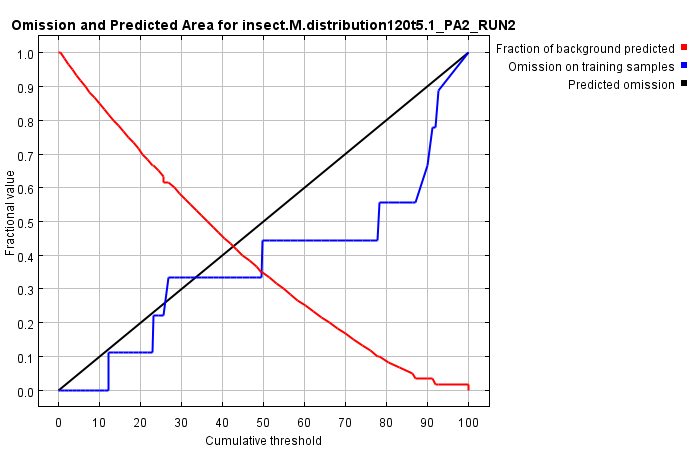 Omission and Predicted Area for insect.M.distribution120t5.1_PA2_RUN2
Fraction of background predicted
Omission on training samples
Predicted omission
1.0
0.9
0.8
0.7
0.6
0.5
0.4
0.3
0.2
0.1
0.0
Fractional value
0 10 20 30 40 50 60 70 80 90 100
Cumulative threshold